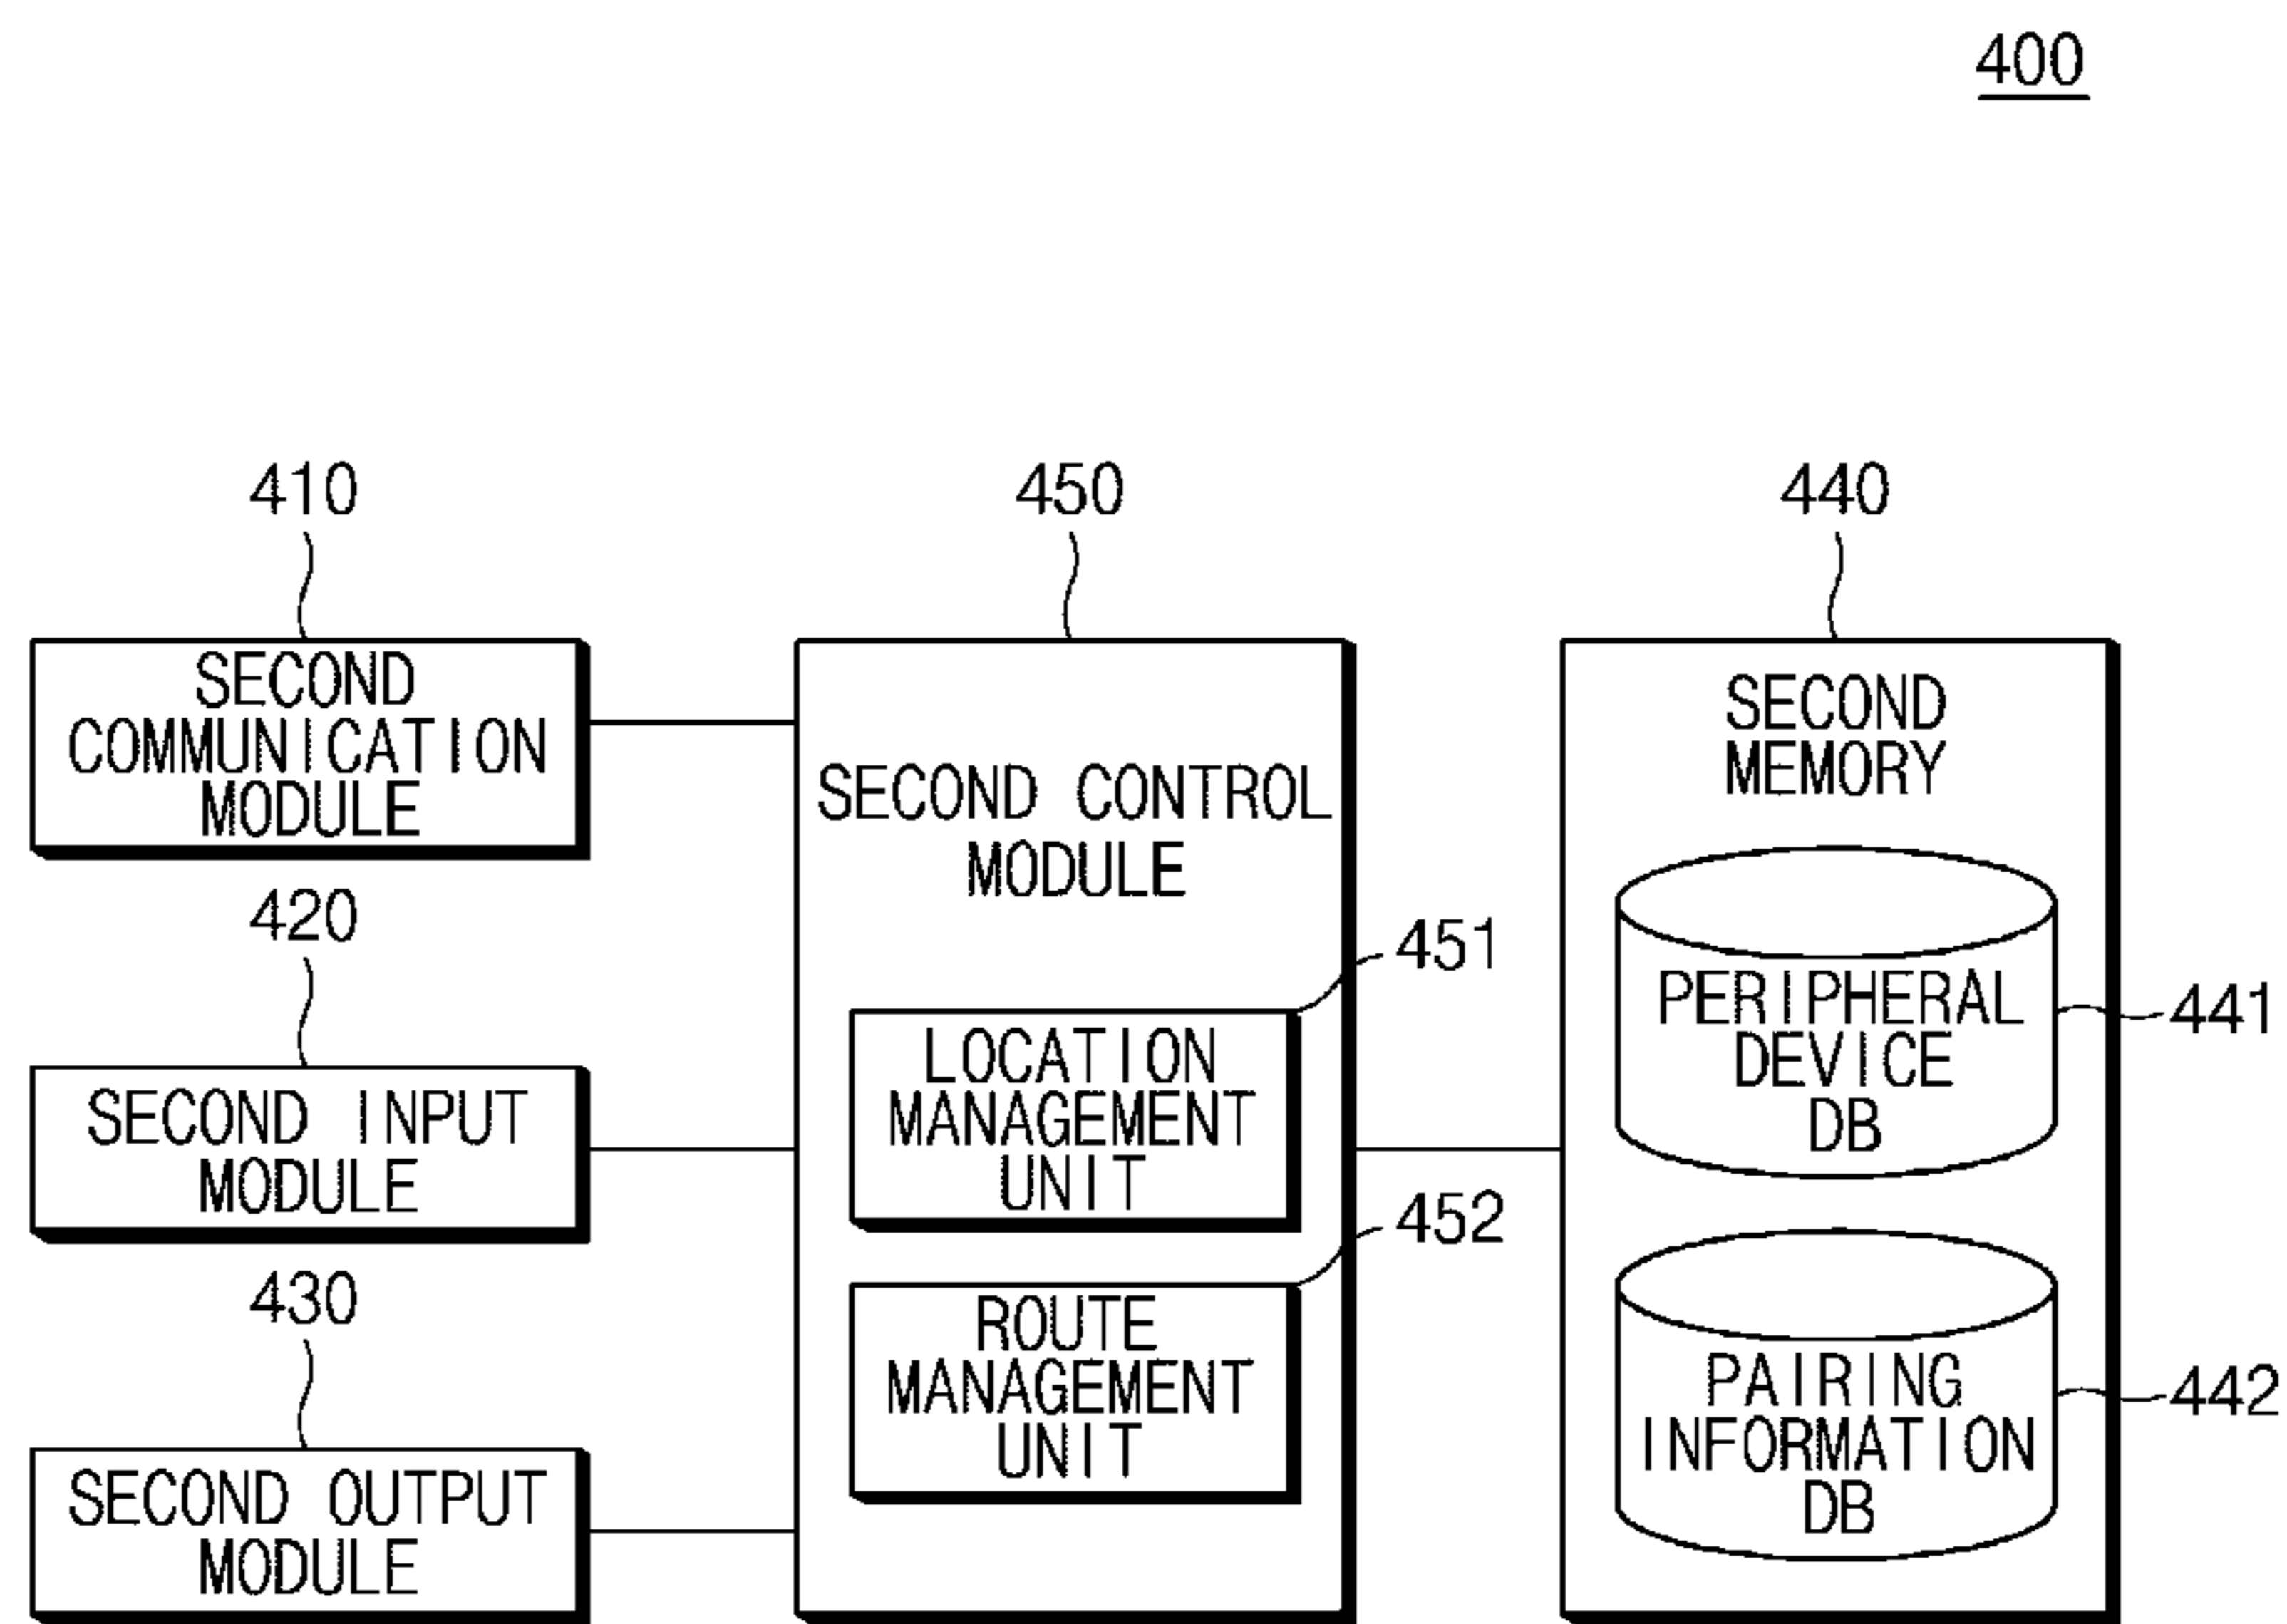 400
410
SECOND
COMMUNICATION
MODULE
420
SECOND INPUT
MODULE
430
SECOND OUTPUT
MODULE
450
SECOND CONTROL
MODULE
451
LOCATION
MANAGEMENT
UNIT
452
ROUTE
MANAGEMENT
UNIT
440
SECOND
MEMORY
PERIPHERAL
DEVICE
DB
441
PAIRING
INFORMATION
DB
442